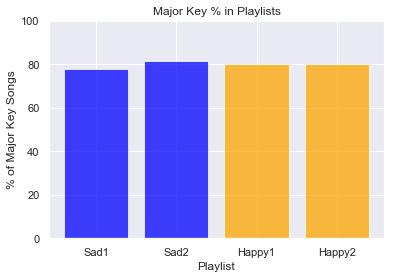 Major Key % in Playlists
% of Major Key Songs
100
80
60
40
20
0
Sad1 Sad2 Happy1 Happy2
Playlist